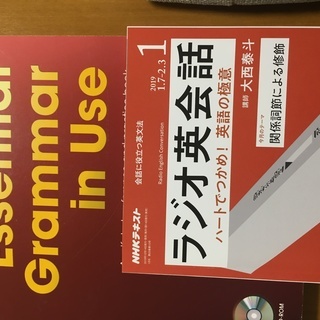 Essential
Grammar
in Use
-ROM
2019
1.7-2.3
1
会話に役立つ英文法
Radio English Conversation
ラジオ英会話
ハートでつかめ！英語の極意
講師 大西泰斗
今月のテーマ
関係詞節による修飾
NHKテキスト